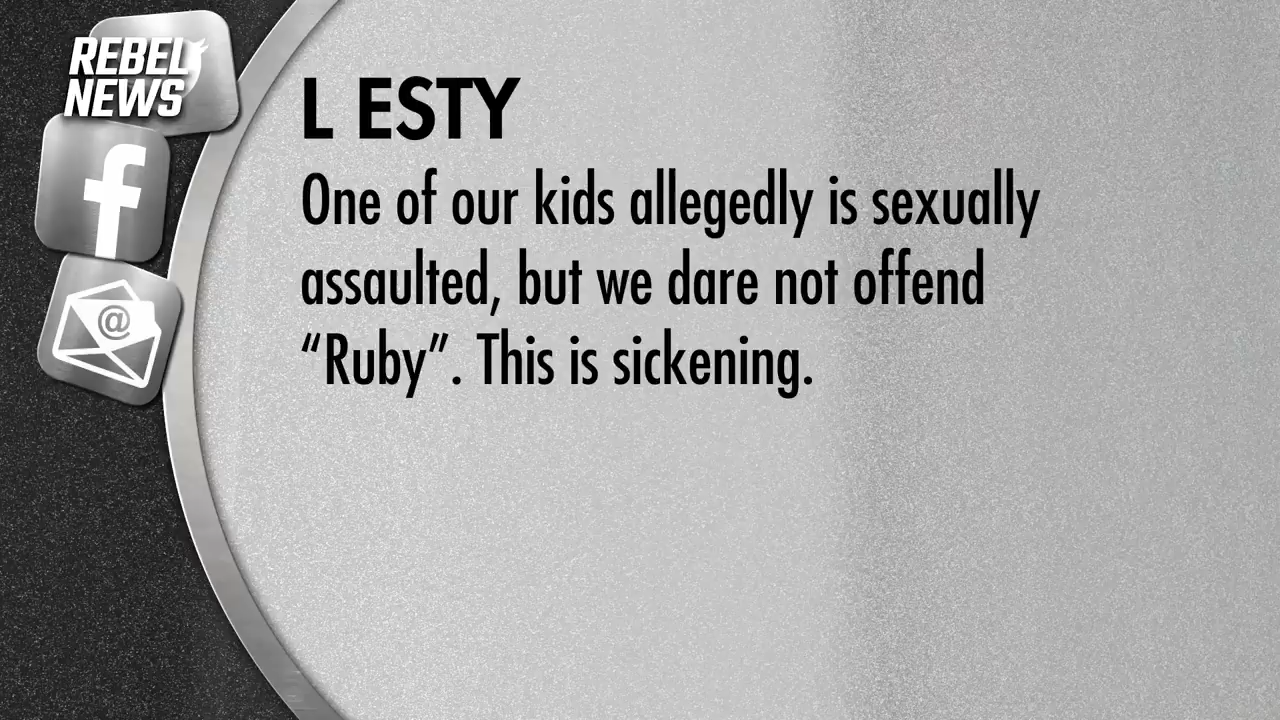 REBEL
NEWS
f
@
L ESTY
One of our kids allegedly is sexually
assaulted, but we dare not offend
“Ruby”. This is sickening.